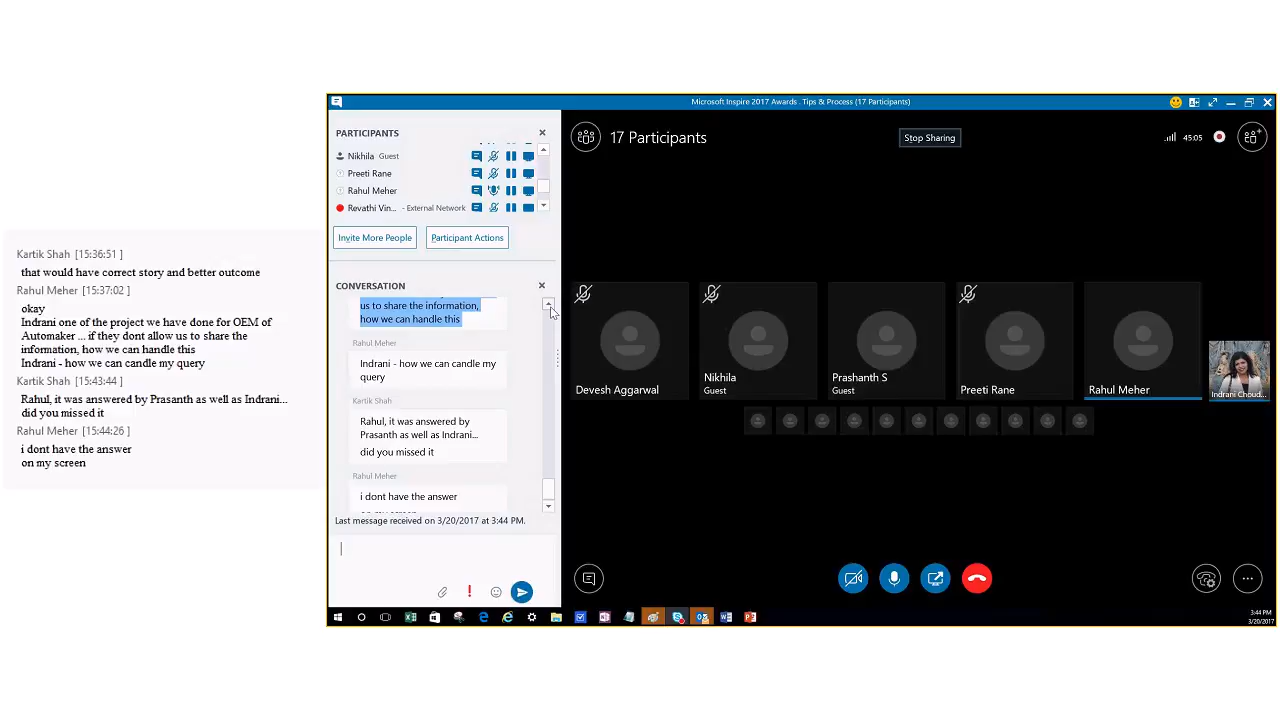 Kartik Shah [15:36:51 ]
that would have correct story and better outcome
Rahul Meher [15:37:02 ]
okay
Indrani one of the project we have done for OEM of
Automaker ... if they dont allow us to share the
information, how we can handle this
Indrani - how we can candle my query
Kartik Shah [15:43:44 ]
Rahul, it was answered by Prasanth as well as Indrani...
did you missed it
Rahul Meher [15:44:26 ]
i dont have the answer
on my screen
Microsoft Inspire 2017 Awards . Tips & Process (17 Participants)
PARTICIPANTS
Nikhila Guest
Preeti Rane
Rahul Meher
Revathi Vin... - External Network
Invite More People
Participant Actions
CONVERSATION
us to share the information,
how we can handle this
Rahul Meher
Indrani - how we can candle my
query
Kartik Shah
Rahul, it was answered by
Prasanth as well as Indrani...
did you missed it
Rahul Meher
i dont have the answer
Last message received on 3/20/2017 at 3:44 PM.
17 Participants
Stop Sharing
45:05
Devesh Aggarwal
Nikhila
Guest
Prashanth S
Guest
Preeti Rane
Rahul Meher
Indrani Choud...
3:44 PM
3/20/2017